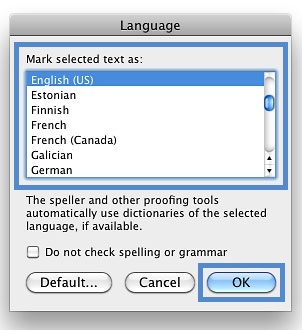 Language
Mark selected text as:
English (US)
Estonian
Finnish
French
French (Canada)
Galician
German
The speller and other proofing tools
automatically use dictionaries of the selected
language, if available.
Do not check spelling or grammar
Default... Cancel OK